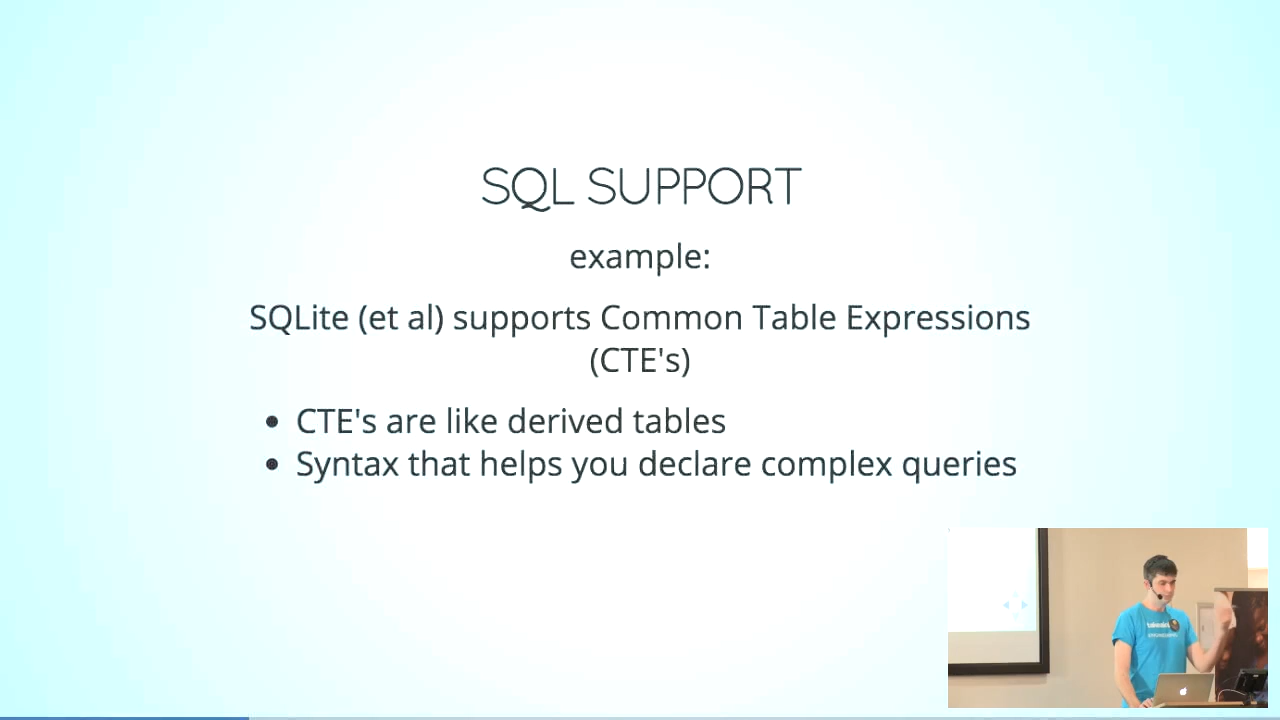 SQL SUPPORT
example:
SQLite (et al) supports Common Table Expressions
(CTE's)
• CTE's are like derived tables
• Syntax that helps you declare complex queries